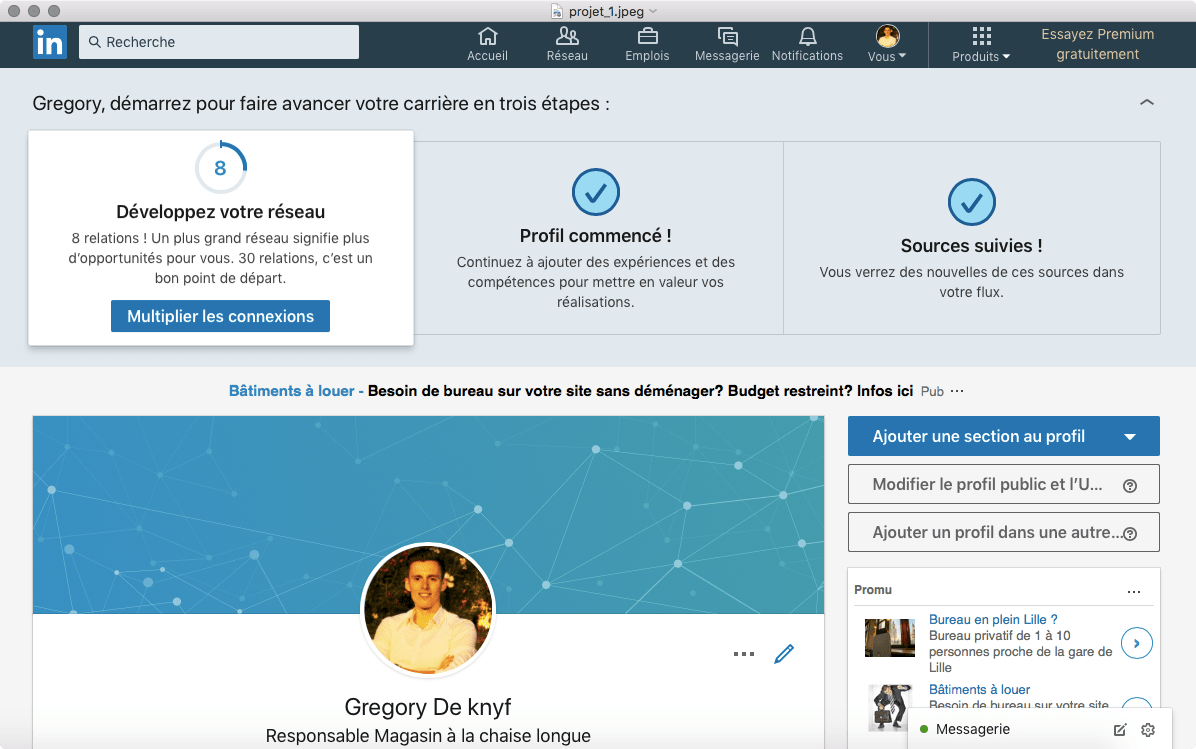 projet_1.jpeg
in
Recherche
Accueil
Réseau
Emplois
Messagerie
Notifications
Vous
Produits
Essayez Premium
gratuitement
Gregory, démarrez pour faire avancer votre carrière en trois étapes :
8
Développez votre réseau
8 relations ! Un plus grand réseau signifie plus
d’opportunités pour vous. 30 relations, c’est un
bon point de départ.
Multiplier les connexions
Profil commencé !
Continuez à ajouter des expériences et des
compétences pour mettre en valeur vos
réalisations.
Sources suivies !
Vous verrez des nouvelles de ces sources dans
votre flux.
Bâtiments à louer - Besoin de bureau sur votre site sans déménager? Budget restreint? Infos ici Pub ···
Ajouter une section au profil
Modifier le profil public et l’U...
Ajouter un profil dans une autre...
Gregory De knyf
Responsable Magasin à la chaise longue
Promu ...
Bureau en plein Lille ?
Bureau privatif de 1 à 10
personnes proche de la gare de
Lille
Bâtiments à louer
Besoin de bureau sur votre site
Messagerie